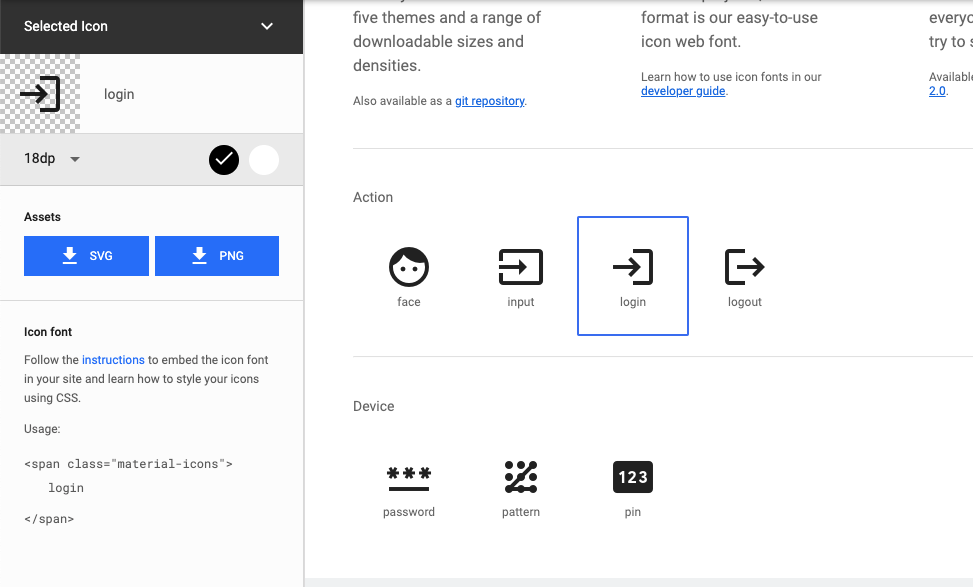 Selected Icon
login
18dp
Assets
SVG
PNG
Icon font
Follow the instructions to embed the icon font
in your site and learn how to style your icons
using CSS.
Usage:
<span class="material-icons">
login
</span>
five themes and a range of
downloadable sizes and
densities.
Also available as a git repository.
format is our easy-to-use
icon web font.
Learn how to use icon fonts in our
developer guide.
try to
2.0.
Action
face
input
login
logout
Device
***
123
password
pattern
pin